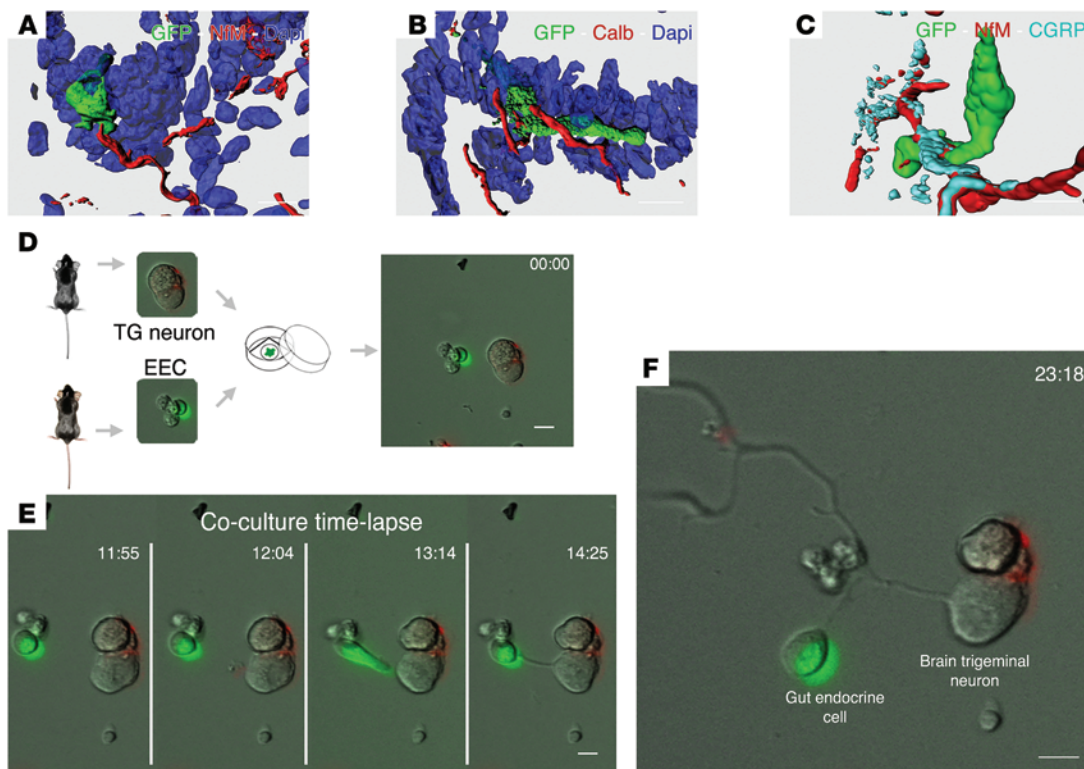 A
GFP - NfM - Dapi
B
GFP - Calb - Dapi
C
GFP - NfM - CGRP
D
TG neuron
EEC
00:00
E
Co-culture time-lapse
11:55
12:04
13:14
14:25
F
23:18
Gut endocrine
cell
Brain trigeminal
neuron